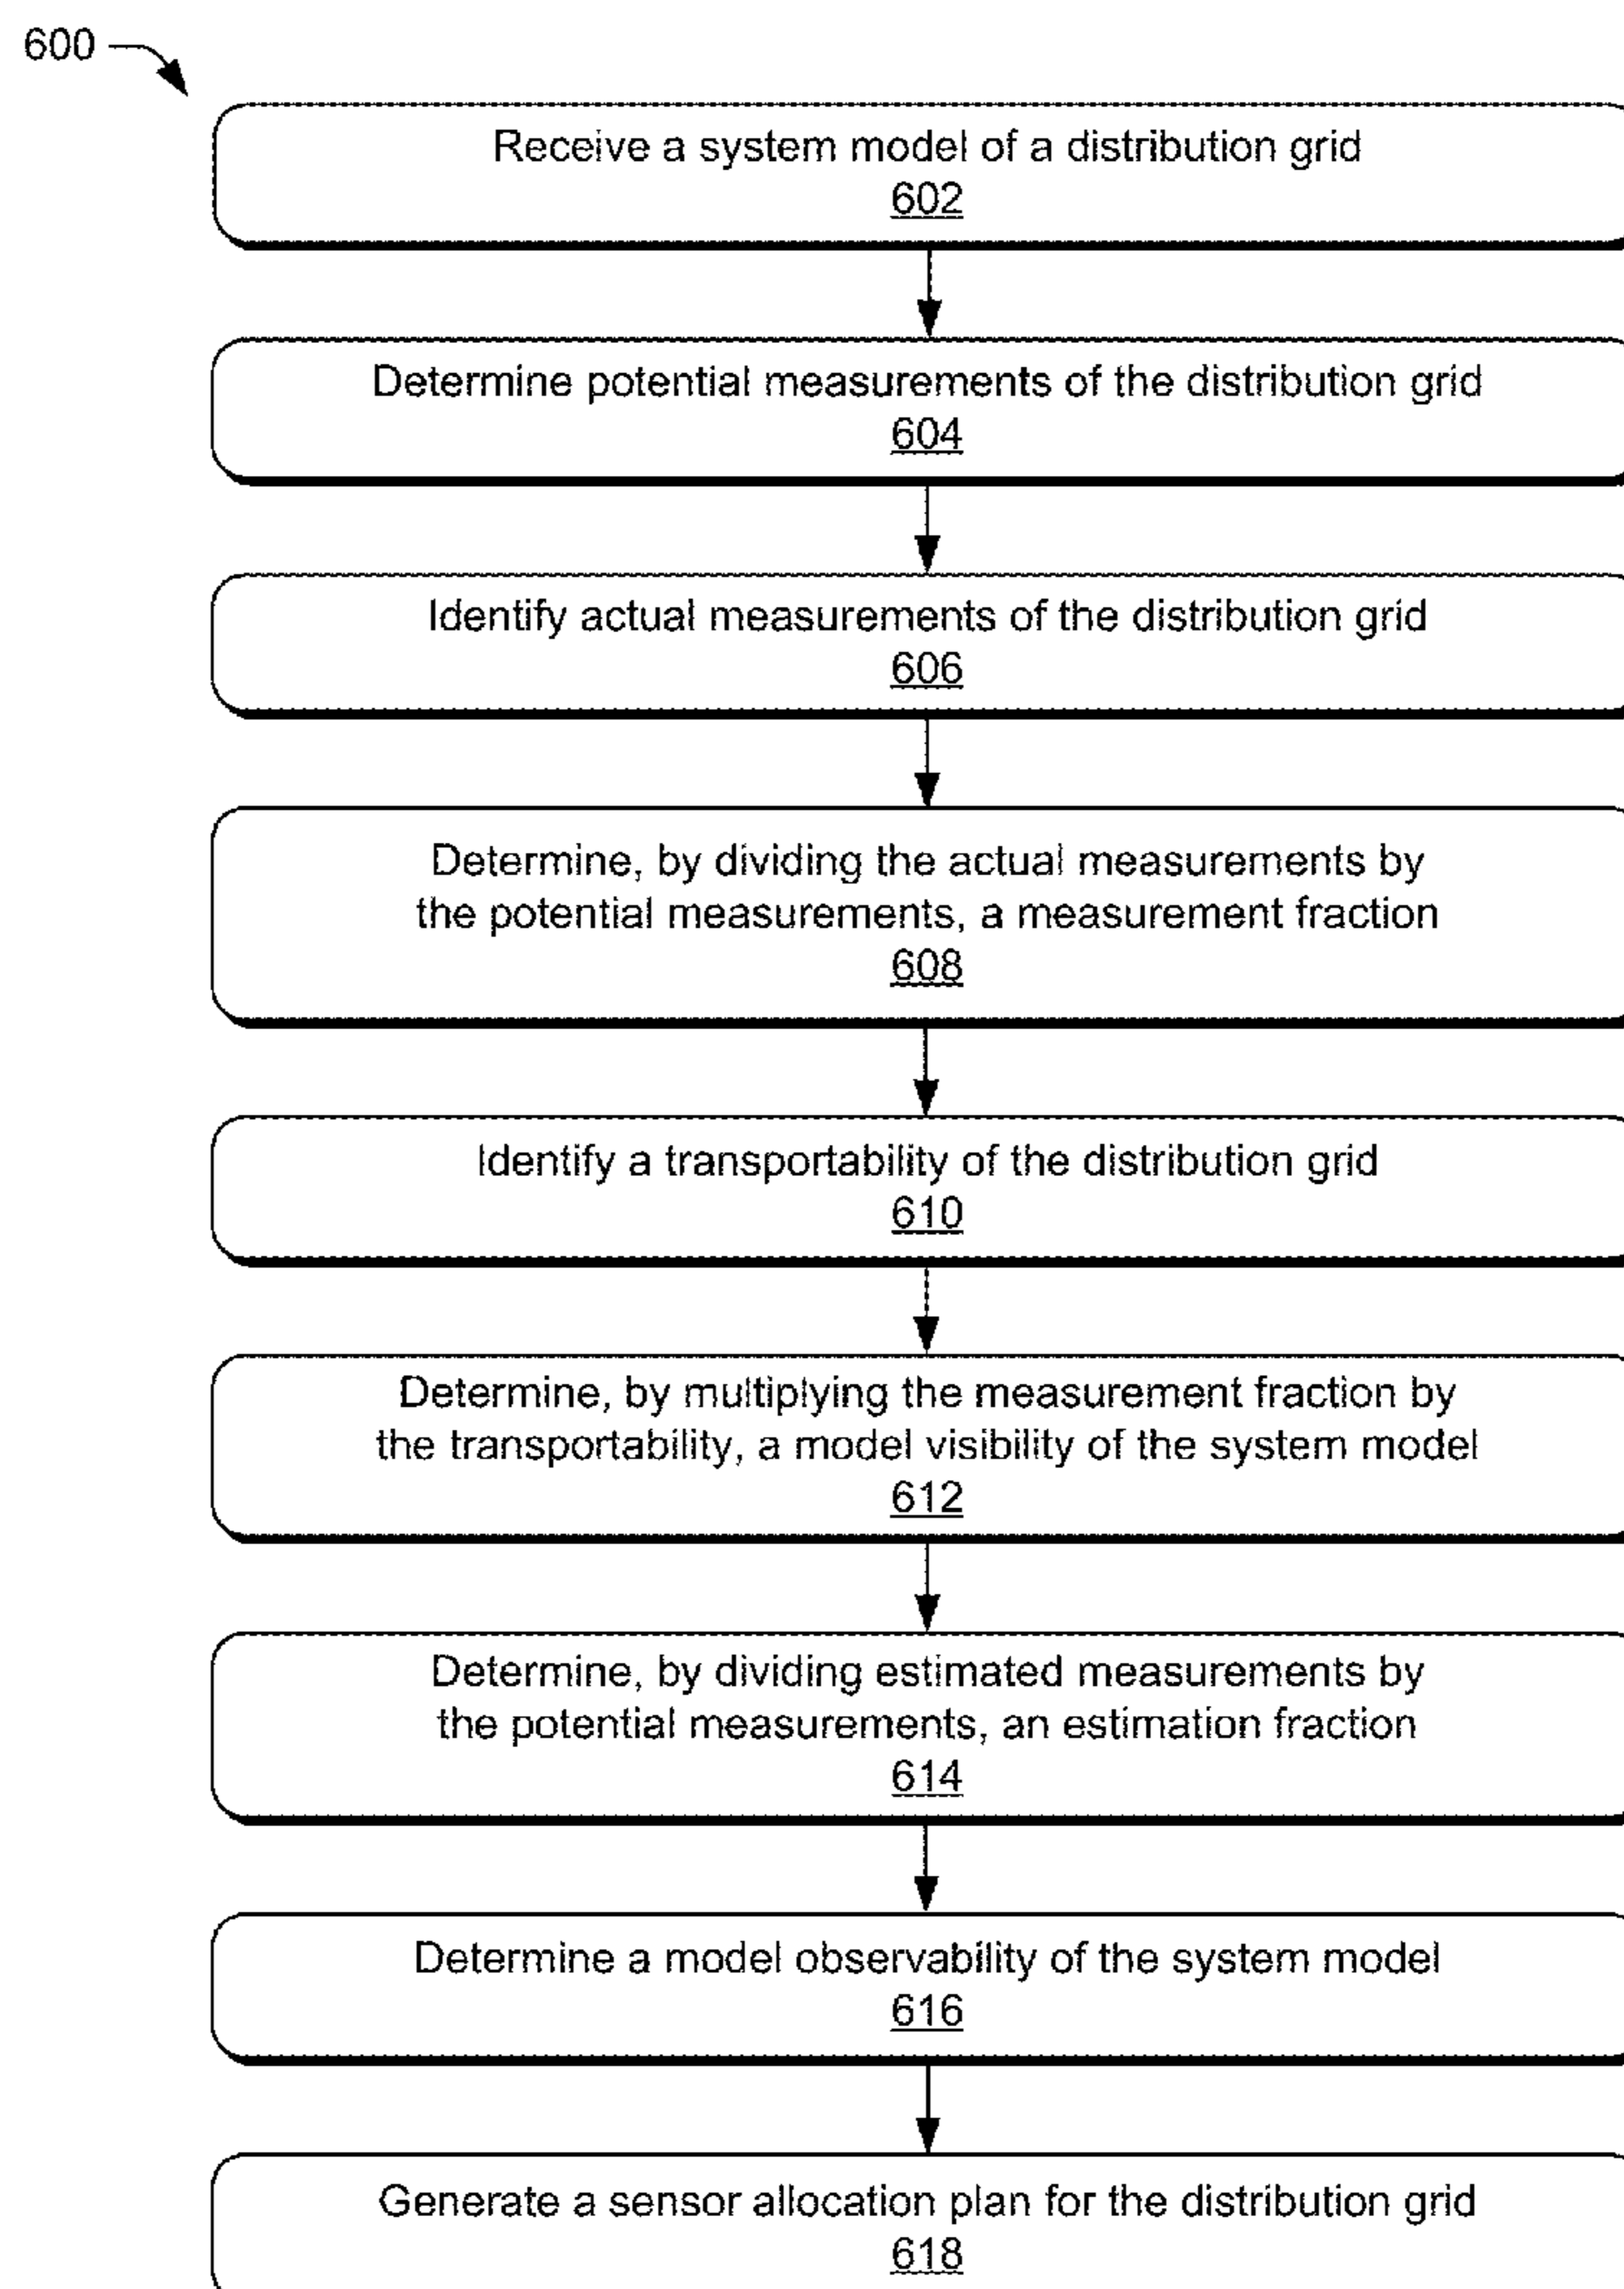 600
Receive a system model of a distribution grid
602
Determine potential measurements of the distribution grid
604
Identify actual measurements of the distribution grid
606
Determine, by dividing the actual measurements by
the potential measurements, a measurement fraction
608
Identify a transportability of the distribution grid
610
Determine, by multiplying the measurement fraction by
the transportability, a model visibility of the system model
612
Determine, by dividing estimated measurements by
the potential measurements, an estimation fraction
614
Determine a model observability of the system model
616
Generate a sensor allocation plan for the distribution grid
618